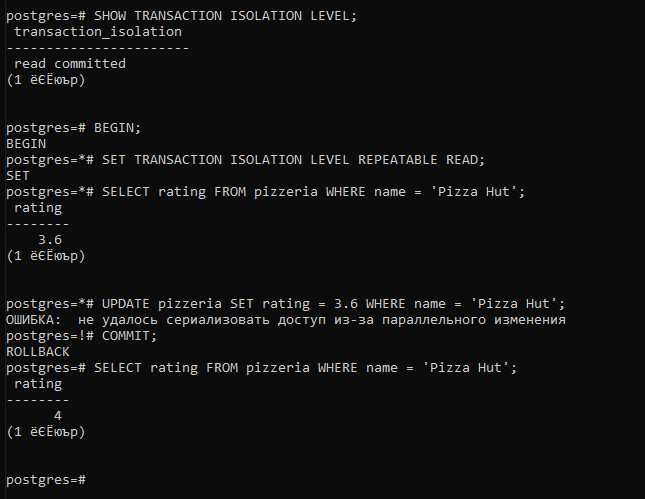 postgres=# SHOW TRANSACTION ISOLATION LEVEL;
 transaction_isolation
-----------------------
 read committed
(1 ёЄЁюър)
postgres=# BEGIN;
BEGIN
postgres=*# SET TRANSACTION ISOLATION LEVEL REPEATABLE READ;
SET
postgres=*# SELECT rating FROM pizzeria WHERE name = 'Pizza Hut';
 rating
--------
    3.6
(1 ёЄЁюър)
postgres=*# UPDATE pizzeria SET rating = 3.6 WHERE name = 'Pizza Hut';
ОШИБКА:  не удалось сериализовать доступ из-за параллельного изменения
postgres=!# COMMIT;
ROLLBACK
postgres=# SELECT rating FROM pizzeria WHERE name = 'Pizza Hut';
 rating
--------
      4
(1 ёЄЁюър)
postgres=#